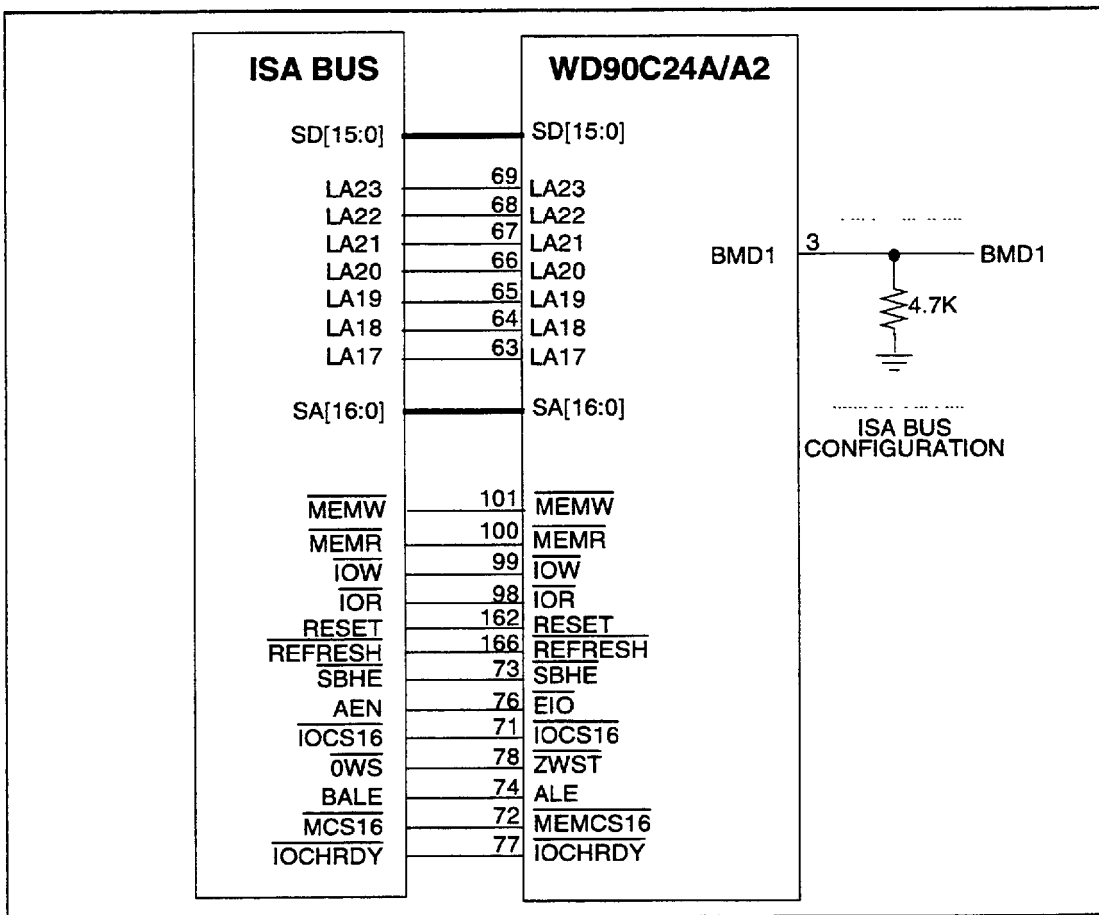 ISA BUS WD90C24A/A2
SD[15:0] SD[15:0]
LA23 69 LA23
LA22 68 LA22
LA21 67 LA21
LA20 66 LA20
LA19 65 LA19
LA18 64 LA18
LA17 63 LA17
SA[16:0] SA[16:0]
MEMW 101 MEMW
MEMR 100 MEMR
IOW 99 IOW
IOR 98 IOR
RESET 162 RESET
REFRESH 166 REFRESH
SBHE 73 SBHE
AEN 76 EIO
IOCS16 71 IOCS16
0WS 78 ZWST
BALE 74 ALE
MCS16 72 MEMCS16
IOCHRDY 77 IOCHRDY
BMD1 3 BMD1
4.7K
ISA BUS
CONFIGURATION